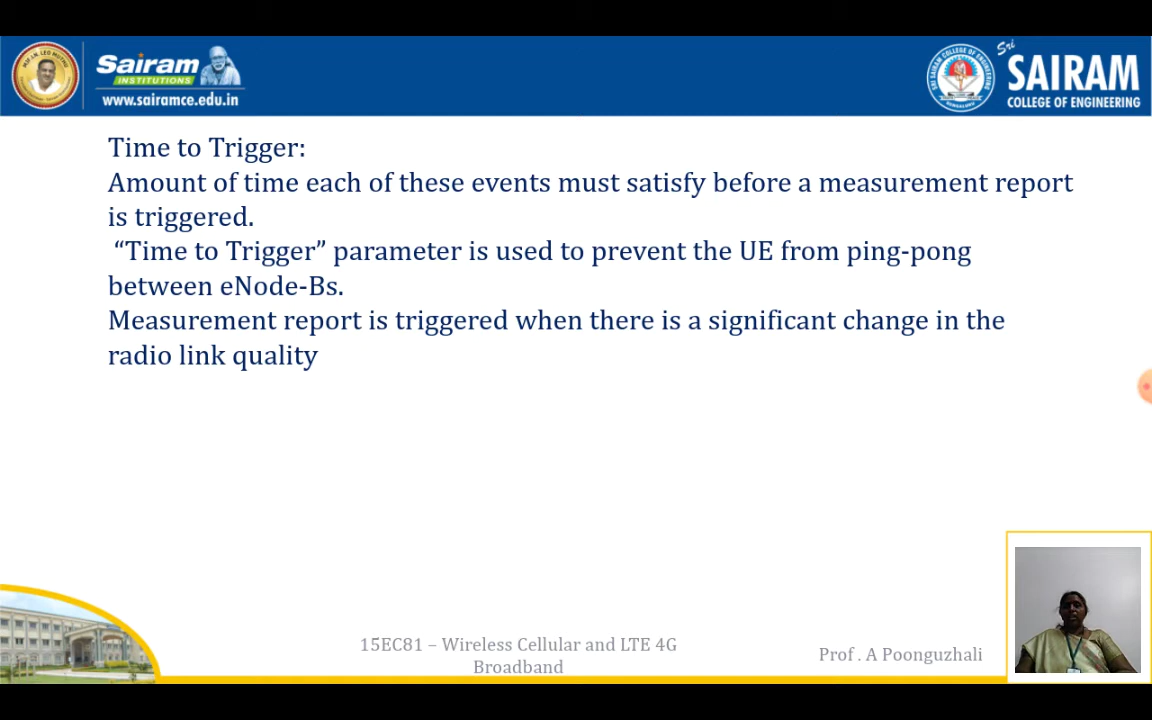 Sairam
INSTITUTIONS
www.sairamce.edu.in
Sri
SAIRAM
COLLEGE OF ENGINEERING
Time to Trigger:
Amount of time each of these events must satisfy before a measurement report
is triggered.
“Time to Trigger” parameter is used to prevent the UE from ping-pong
between eNode-Bs.
Measurement report is triggered when there is a significant change in the
radio link quality
15EC81 – Wireless Cellular and LTE 4G
Broadband
Prof . A Poonguzhali